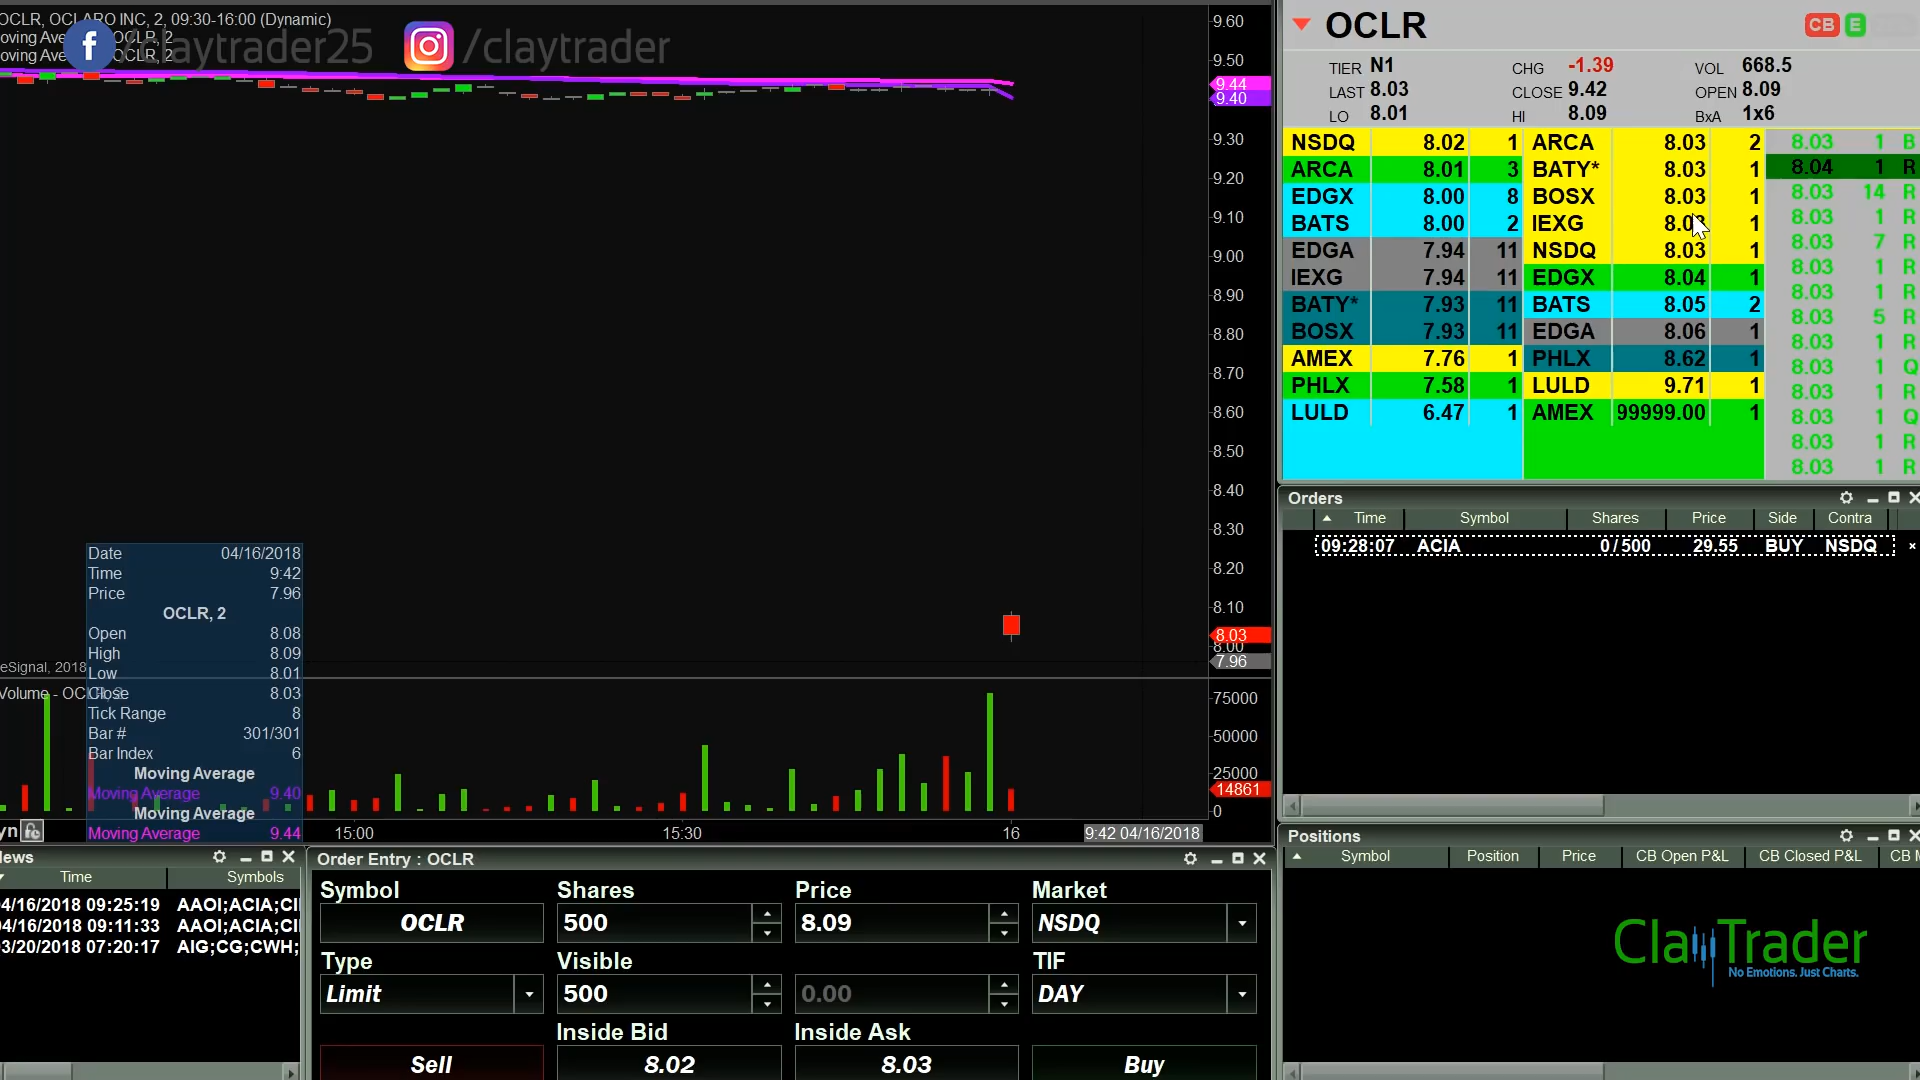 OCLR, OCLARO INC, 2, 09:30-16:00 (Dynamic)
oving Ave OCLR, 2
oving Ave OCLR, 2
f /claytrader25 /claytrader
9.60
9.50
9.44
9.40
9.30
9.20
9.10
9.00
8.90
8.80
8.70
8.60
8.50
8.40
8.30
8.20
8.10
8.03
8.00
7.96
75000
50000
25000
14861
0
Date 04/16/2018
Time 9:42
Price 7.96
OCLR, 2
Open 8.08
High 8.09
Low 8.01
Close 8.03
Tick Range 8
Bar # 301/301
Bar Index 6
Moving Average
Moving Average 9.40
Moving Average
Moving Average 9.44
eSignal, 2018
Volume - OC
yn 15:00 15:30 16 9:42 04/16/2018
OCLR CB E
TIER N1 CHG -1.39 VOL 668.5
LAST 8.03 CLOSE 9.42 OPEN 8.09
LO 8.01 HI 8.09 BxA 1x6
NSDQ 8.02 1 ARCA 8.03 2
ARCA 8.01 3 BATY* 8.03 1
EDGX 8.00 8 BOSX 8.03 1
BATS 8.00 2 IEXG 8.03 1
EDGA 7.94 11 NSDQ 8.03 1
IEXG 7.94 11 EDGX 8.04 1
BATY* 7.93 11 BATS 8.05 2
BOSX 7.93 11 EDGA 8.06 1
AMEX 7.76 1 PHLX 8.62 1
PHLX 7.58 1 LULD 9.71 1
LULD 6.47 1 AMEX 99999.00 1
8.03 1 B
8.04 1 R
8.03 14 R
8.03 1 R
8.03 7 R
8.03 1 R
8.03 1 R
8.03 5 R
8.03 1 R
8.03 1 Q
8.03 1 R
8.03 1 Q
8.03 1 R
8.03 1 R
Orders
Time Symbol Shares Price Side Contra
09:28:07 ACIA 0/500 29.55 BUY NSDQ
Positions
Symbol Position Price CB Open P&L CB Closed P&L CB M
ClayTrader
No Emotions. Just Charts.
lews
Time Symbols
4/16/2018 09:25:19 AAOI;ACIA;CI
4/16/2018 09:11:33 AAOI;ACIA;CI
3/20/2018 07:20:17 AIG;CG;CWH;
Order Entry : OCLR
Symbol Shares Price Market
OCLR 500 8.09 NSDQ
Type Visible TIF
Limit 500 0.00 DAY
Inside Bid Inside Ask
Sell 8.02 8.03 Buy